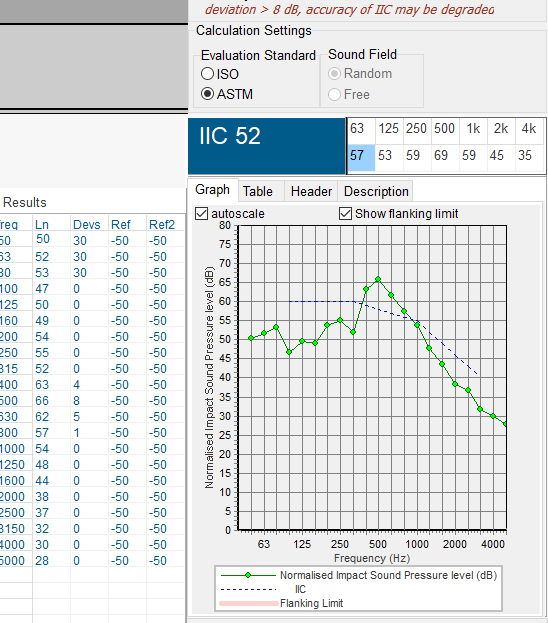 deviation > 8 dB, accuracy of IIC may be degraded
Calculation Settings
Evaluation Standard
ISO
ASTM
Sound Field
Random
Free
IIC 52
63 125 250 500 1k 2k 4k
57 53 59 69 59 45 35
Graph Table Header Description
autoscale Show flanking limit
Results
req Ln Devs Ref Ref2
50 50 30 -50 -50
63 52 30 -50 -50
80 53 30 -50 -50
100 47 0 -50 -50
125 50 0 -50 -50
160 49 0 -50 -50
200 54 0 -50 -50
250 55 0 -50 -50
315 52 0 -50 -50
400 63 4 -50 -50
500 66 8 -50 -50
630 62 5 -50 -50
800 57 1 -50 -50
1000 54 0 -50 -50
1250 48 0 -50 -50
1600 44 0 -50 -50
2000 38 0 -50 -50
2500 37 0 -50 -50
3150 32 0 -50 -50
4000 30 0 -50 -50
5000 28 0 -50 -50
Normalised Impact Sound Pressure level (dB)
80
75
70
65
60
55
50
45
40
35
30
25
20
15
10
5
0
63 125 250 500 1000 2000 4000
Frequency (Hz)
Normalised Impact Sound Pressure level (dB)
IIC
Flanking Limit